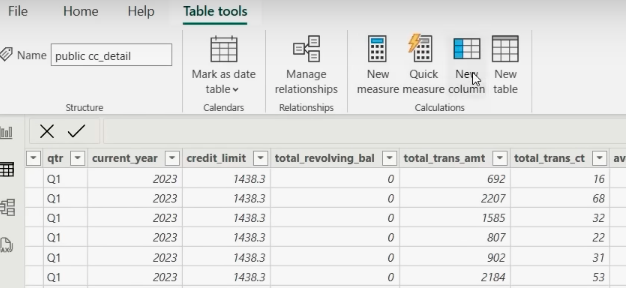 File Home Help Table tools
Name public cc_detail
Mark as date table
Manage relationships
New measure
Quick measure
New column
New table
Structure Calendars Relationships Calculations
qtr current_year credit_limit total_revolving_bal total_trans_amt total_trans_ct av
Q1 2023 1438.3 0 692 16
Q1 2023 1438.3 0 2207 68
Q1 2023 1438.3 0 1585 32
Q1 2023 1438.3 0 807 22
Q1 2023 1438.3 0 902 31
Q1 2023 1438.3 0 2184 53